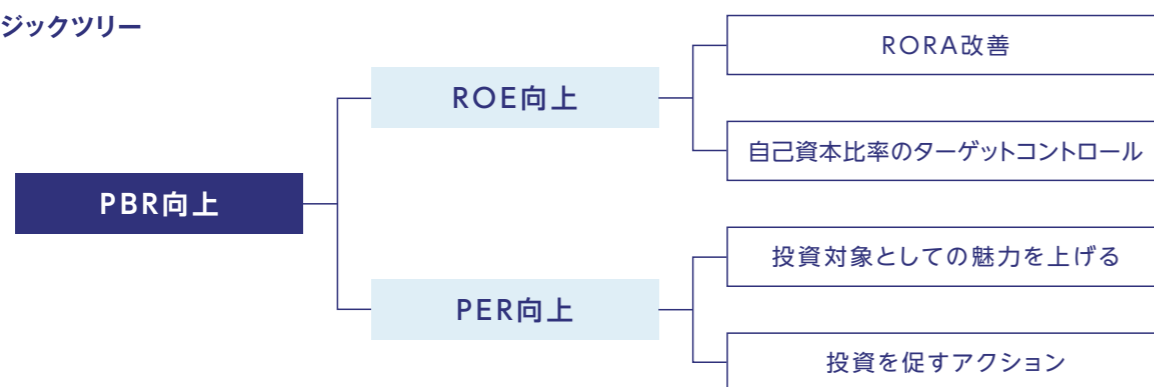 ジックツリー
PBR向上
ROE向上
RORA改善
自己資本比率のターゲットコントロール
PER向上
投資対象としての魅力を上げる
投資を促すアクション